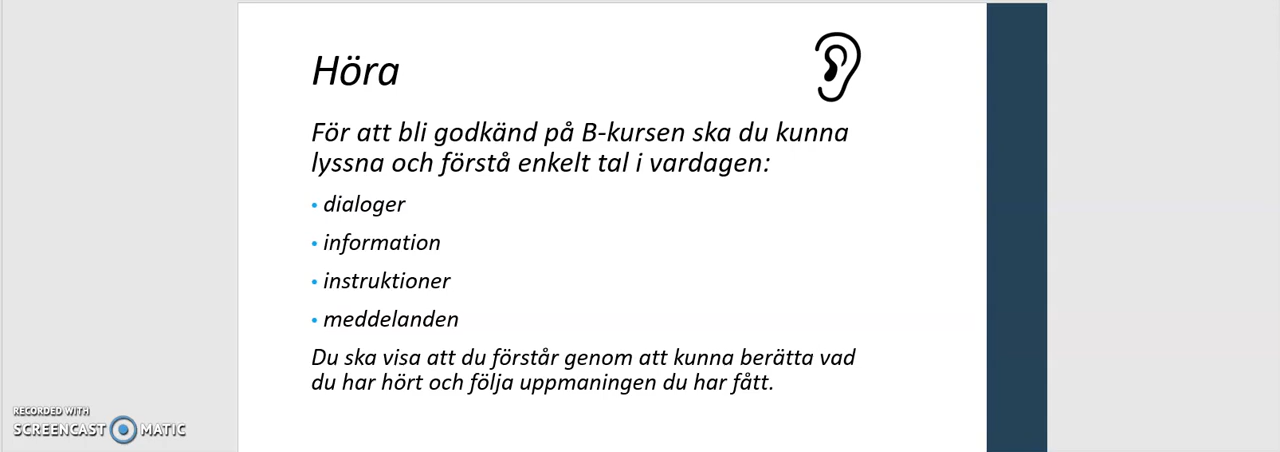 Höra
För att bli godkänd på B-kursen ska du kunna
lyssna och förstå enkelt tal i vardagen:
• dialoger
• information
• instruktioner
• meddelanden
Du ska visa att du förstår genom att kunna berätta vad
du har hört och följa uppmaningen du har fått.
RECORDED WITH
SCREENCAST MATIC